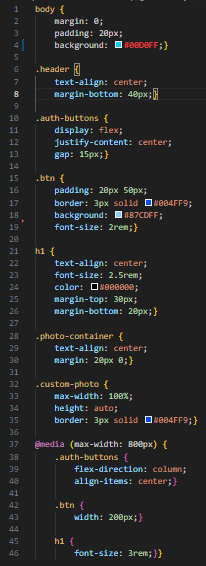 1 body {
2 margin: 0;
3 padding: 20px;
4 background: #00D0FF;}
5
6 .header {
7 text-align: center;
8 margin-bottom: 40px;}
9
10 .auth-buttons {
11 display: flex;
12 justify-content: center;
13 gap: 15px;}
14
15 .btn {
16 padding: 20px 50px;
17 border: 3px solid #004FF9;
18 background: #87CDFF;
19 font-size: 2rem;}
20
21 h1 {
22 text-align: center;
23 font-size: 2.5rem;
24 color: #000000;
25 margin-top: 30px;
26 margin-bottom: 20px;}
27
28 .photo-container {
29 text-align: center;
30 margin: 20px 0;}
31
32 .custom-photo {
33 max-width: 100%;
34 height: auto;
35 border: 3px solid #004FF9;}
36
37 @media (max-width: 800px) {
38 .auth-buttons {
39 flex-direction: column;
40 align-items: center;}
41
42 .btn {
43 width: 200px;}
44
45 h1 {
46 font-size: 3rem;}}